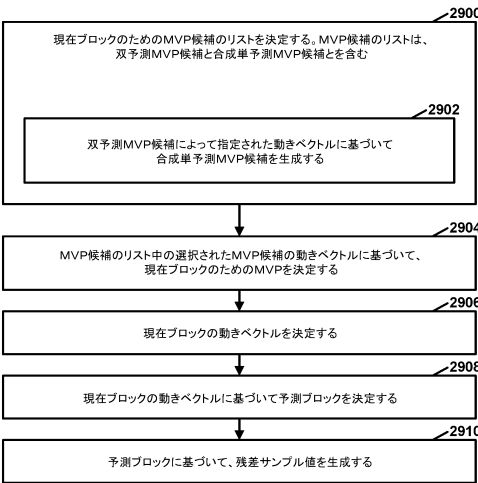 2900
現在ブロックのためのMVP候補のリストを決定する。MVP候補のリストは、
双予測MVP候補と合成単予測MVP候補とを含む
2902
双予測MVP候補によって指定された動きベクトルに基づいて
合成単予測MVP候補を生成する
2904
MVP候補のリスト中の選択されたMVP候補の動きベクトルに基づいて、
現在ブロックのためのMVPを決定する
2906
現在ブロックの動きベクトルを決定する
2908
現在ブロックの動きベクトルに基づいて予測ブロックを決定する
2910
予測ブロックに基づいて、残差サンプル値を生成する